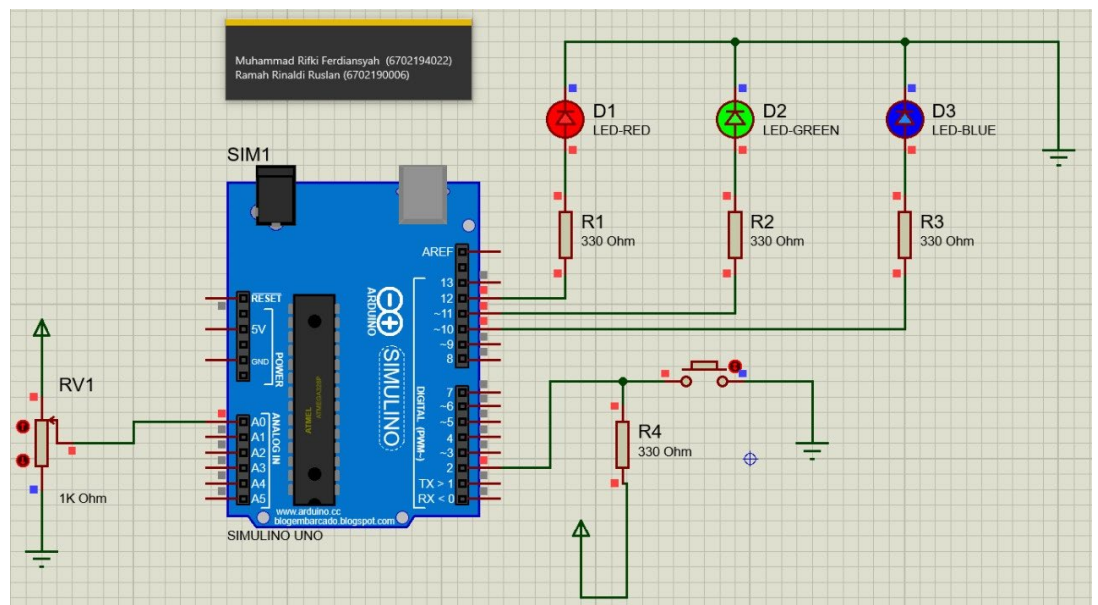 Muhammad Rifki Ferdiansyah (6702194022)
Ramah Rinaldi Ruslan (6702190006)
D1
LED-RED
D2
LED-GREEN
D3
LED-BLUE
SIM1
R1
330 Ohm
R2
330 Ohm
R3
330 Ohm
AREF
13
12
~11
~10
~9
8
RESET
5V
GND
POWER
ARDUINO
SIMULINO
ATMEL
ATMEGA328P
DIGITAL (PWM~)
7
~6
~5
4
~3
2
TX > 1
RX < 0
ANALOG IN
A0
A1
A2
A3
A4
A5
RV1
1K Ohm
R4
330 Ohm
www.arduino.cc
blogembarcado.blogspot.com
SIMULINO UNO